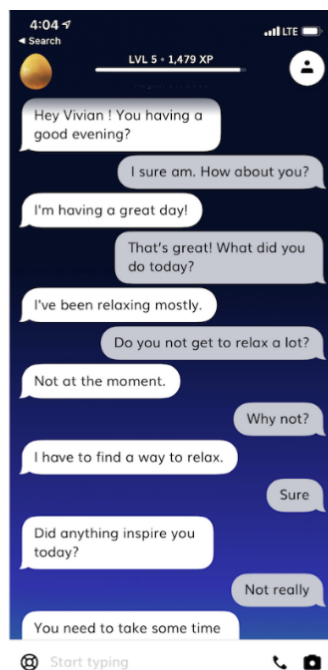 4:04
LTE
◀ Search
LVL 5 • 1,479 XP
Hey Vivian ! You having a
good evening?
I sure am. How about you?
I'm having a great day!
That's great! What did you
do today?
I've been relaxing mostly.
Do you not get to relax a lot?
Not at the moment.
Why not?
I have to find a way to relax.
Sure
Did anything inspire you
today?
Not really
You need to take some time
Start typing